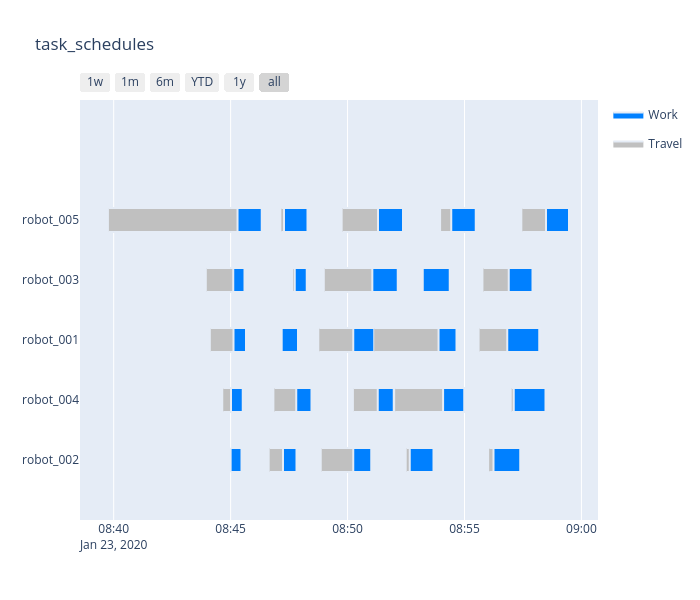 task_schedules
1w 1m 6m YTD 1y all
Work
Travel
robot_005
robot_003
robot_001
robot_004
robot_002
08:40 08:45 08:50 08:55 09:00
Jan 23, 2020